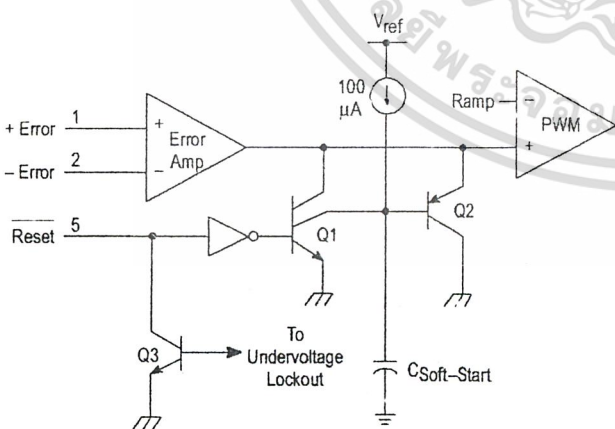 Vref
100
μA
Ramp
−
PWM
+
+ Error
1
+
Error
Amp
− Error
2
−
Reset
5
Q1
Q2
Q3
To
Undervoltage
Lockout
CSoft–Start